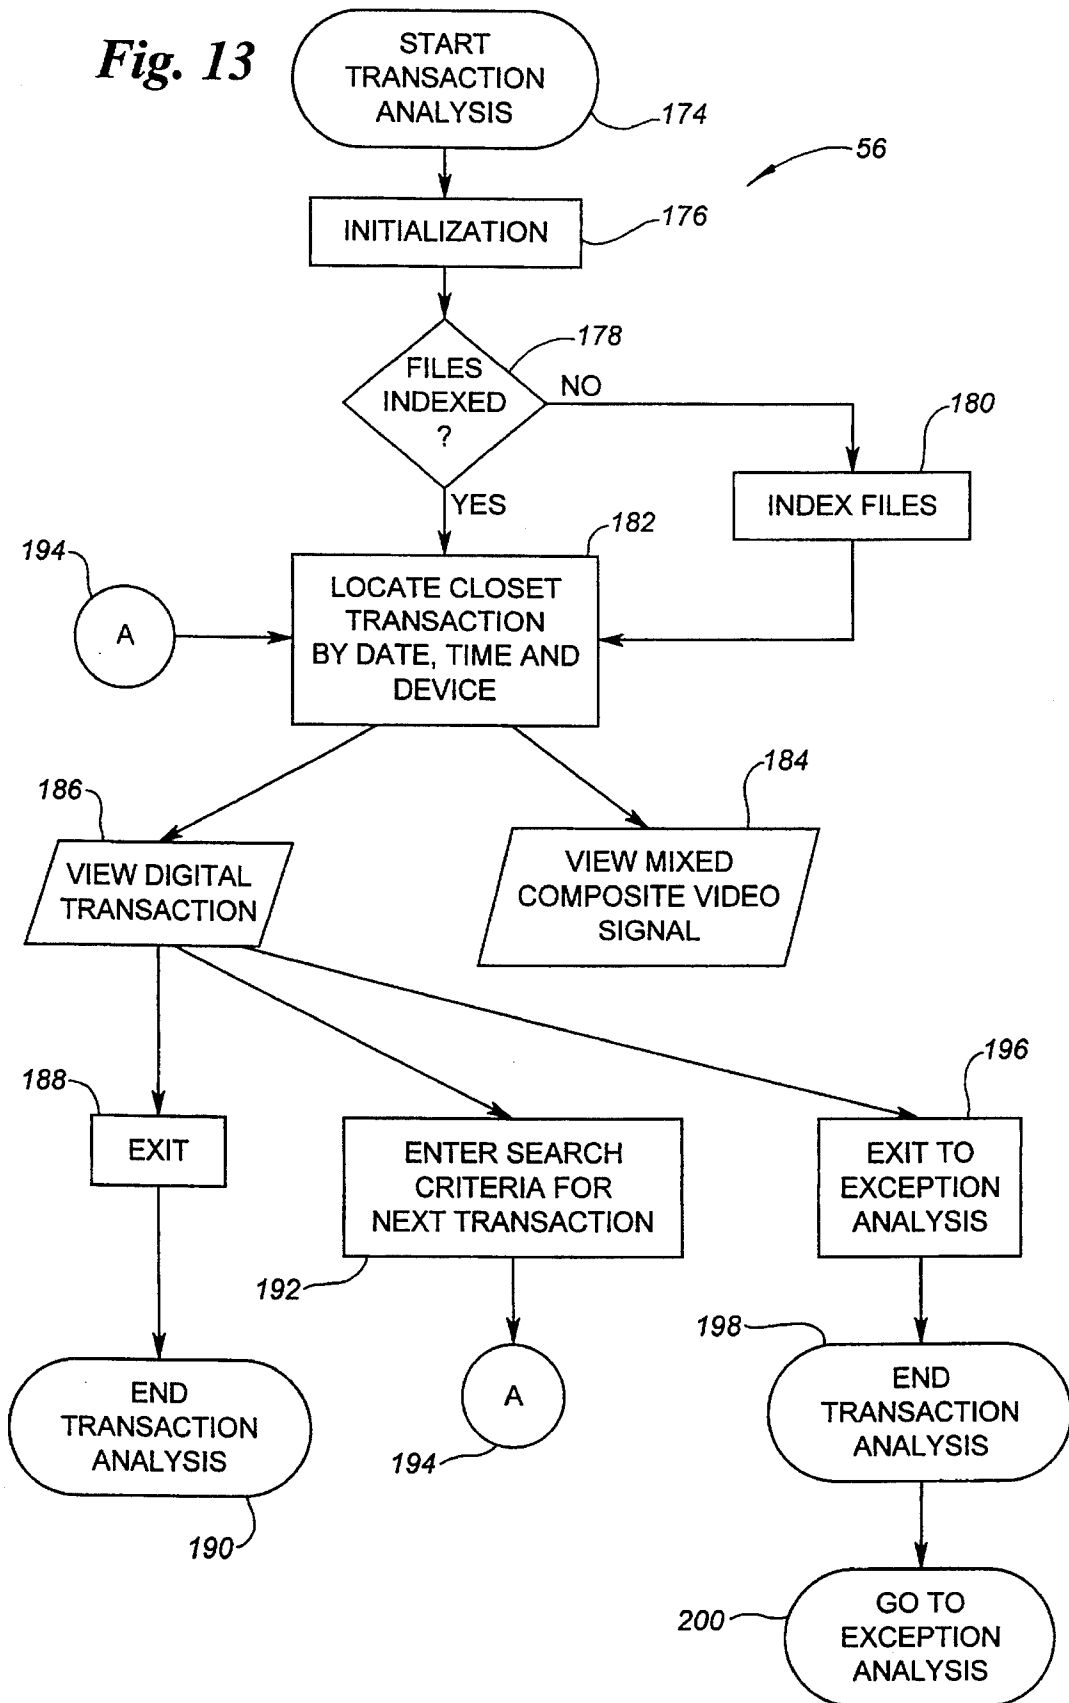 Fig. 13
START
TRANSACTION
ANALYSIS
174
56
INITIALIZATION
176
FILES
INDEXED
?
178
NO
180
INDEX FILES
YES
182
194
A
LOCATE CLOSET
TRANSACTION
BY DATE, TIME AND
DEVICE
184
186
VIEW DIGITAL
TRANSACTION
VIEW MIXED
COMPOSITE VIDEO
SIGNAL
196
188
EXIT
ENTER SEARCH
CRITERIA FOR
NEXT TRANSACTION
EXIT TO
EXCEPTION
ANALYSIS
192
198
END
TRANSACTION
ANALYSIS
A
END
TRANSACTION
ANALYSIS
194
190
200
GO TO
EXCEPTION
ANALYSIS